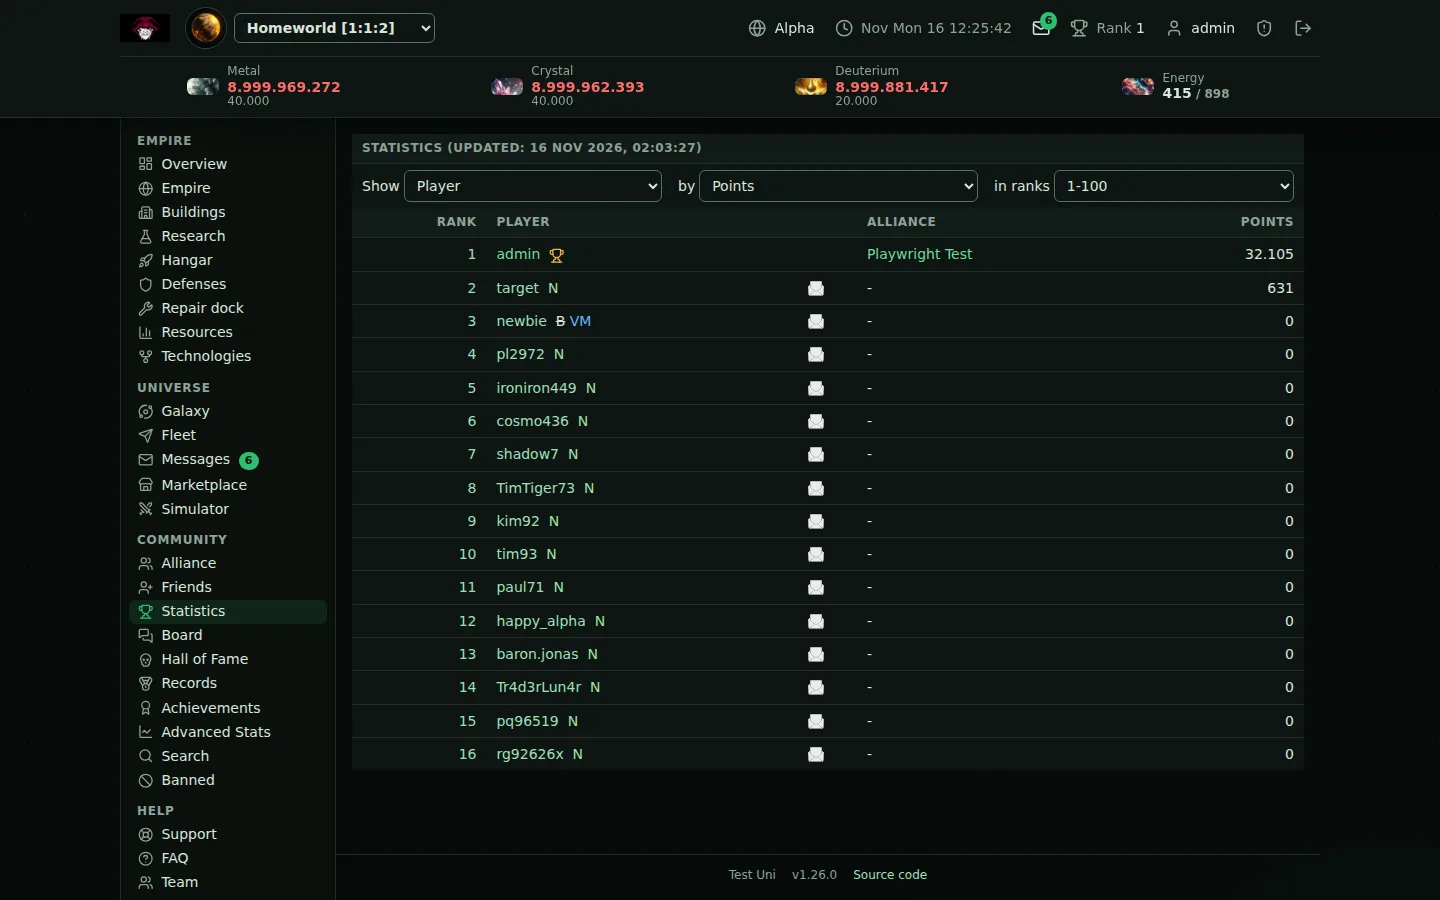 Homeworld [1:1:2]
Alpha
Nov Mon 16 12:25:42
6
Rank 1
admin
Metal
8.999.969.272
40.000
Crystal
8.999.962.393
40.000
Deuterium
8.999.881.417
20.000
Energy
415 / 898
EMPIRE
Overview
Empire
Buildings
Research
Hangar
Defenses
Repair dock
Resources
Technologies
UNIVERSE
Galaxy
Fleet
Messages 6
Marketplace
Simulator
COMMUNITY
Alliance
Friends
Statistics
Board
Hall of Fame
Records
Achievements
Advanced Stats
Search
Banned
HELP
Support
FAQ
Team
STATISTICS (UPDATED: 16 NOV 2026, 02:03:27)
Show Player by Points in ranks 1-100
RANK PLAYER ALLIANCE POINTS
1 admin Playwright Test 32.105
2 target N - 631
3 newbie B VM - 0
4 pl2972 N - 0
5 ironiron449 N - 0
6 cosmo436 N - 0
7 shadow7 N - 0
8 TimTiger73 N - 0
9 kim92 N - 0
10 tim93 N - 0
11 paul71 N - 0
12 happy_alpha N - 0
13 baron.jonas N - 0
14 Tr4d3rLun4r N - 0
15 pq96519 N - 0
16 rg92626x N - 0
Test Uni v1.26.0 Source code